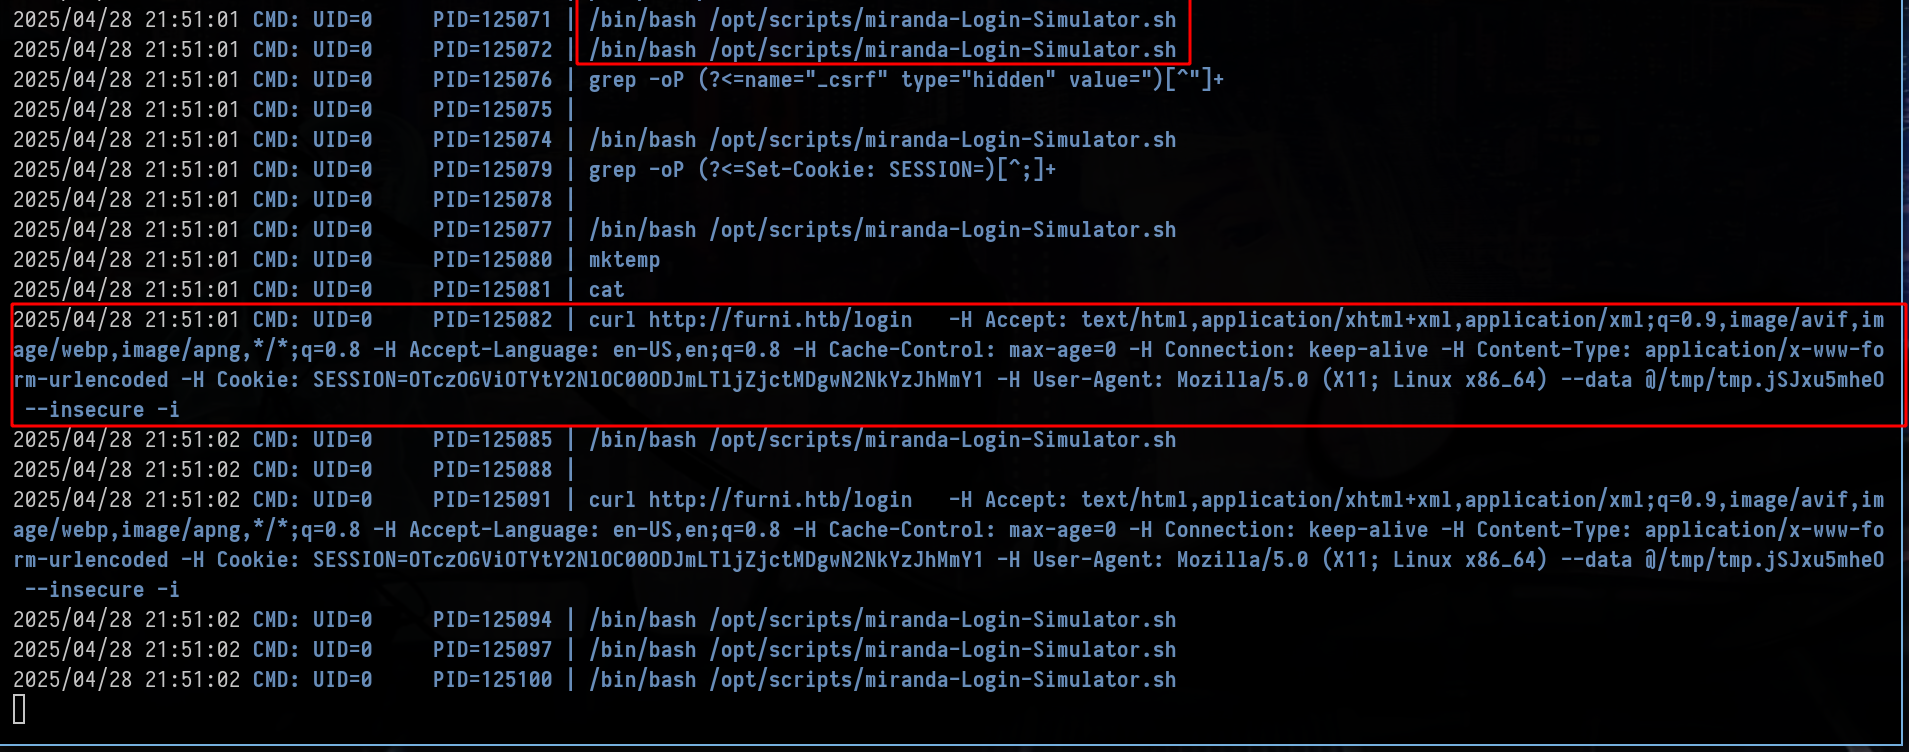 2025/04/28 21:51:01 CMD: UID=0     PID=125071 | /bin/bash /opt/scripts/miranda-Login-Simulator.sh
2025/04/28 21:51:01 CMD: UID=0     PID=125072 | /bin/bash /opt/scripts/miranda-Login-Simulator.sh
2025/04/28 21:51:01 CMD: UID=0     PID=125076 | grep -oP (?<=name="_csrf" type="hidden" value=")[^"]+
2025/04/28 21:51:01 CMD: UID=0     PID=125075 |
2025/04/28 21:51:01 CMD: UID=0     PID=125074 | /bin/bash /opt/scripts/miranda-Login-Simulator.sh
2025/04/28 21:51:01 CMD: UID=0     PID=125079 | grep -oP (?<=Set-Cookie: SESSION=)[^;]+
2025/04/28 21:51:01 CMD: UID=0     PID=125078 |
2025/04/28 21:51:01 CMD: UID=0     PID=125077 | /bin/bash /opt/scripts/miranda-Login-Simulator.sh
2025/04/28 21:51:01 CMD: UID=0     PID=125080 | mktemp
2025/04/28 21:51:01 CMD: UID=0     PID=125081 | cat
2025/04/28 21:51:01 CMD: UID=0     PID=125082 | curl http://furni.htb/login   -H Accept: text/html,application/xhtml+xml,application/xml;q=0.9,image/avif,im
age/webp,image/apng,*/*;q=0.8 -H Accept-Language: en-US,en;q=0.8 -H Cache-Control: max-age=0 -H Connection: keep-alive -H Content-Type: application/x-www-fo
rm-urlencoded -H Cookie: SESSION=OTczOGViOTYtY2NlOC00ODJmLTljZjctMDgwN2NkYzJhMmY1 -H User-Agent: Mozilla/5.0 (X11; Linux x86_64) --data @/tmp/tmp.jSJxu5mheO
 --insecure -i
2025/04/28 21:51:02 CMD: UID=0     PID=125085 | /bin/bash /opt/scripts/miranda-Login-Simulator.sh
2025/04/28 21:51:02 CMD: UID=0     PID=125088 |
2025/04/28 21:51:02 CMD: UID=0     PID=125091 | curl http://furni.htb/login   -H Accept: text/html,application/xhtml+xml,application/xml;q=0.9,image/avif,im
age/webp,image/apng,*/*;q=0.8 -H Accept-Language: en-US,en;q=0.8 -H Cache-Control: max-age=0 -H Connection: keep-alive -H Content-Type: application/x-www-fo
rm-urlencoded -H Cookie: SESSION=OTczOGViOTYtY2NlOC00ODJmLTljZjctMDgwN2NkYzJhMmY1 -H User-Agent: Mozilla/5.0 (X11; Linux x86_64) --data @/tmp/tmp.jSJxu5mheO
 --insecure -i
2025/04/28 21:51:02 CMD: UID=0     PID=125094 | /bin/bash /opt/scripts/miranda-Login-Simulator.sh
2025/04/28 21:51:02 CMD: UID=0     PID=125097 | /bin/bash /opt/scripts/miranda-Login-Simulator.sh
2025/04/28 21:51:02 CMD: UID=0     PID=125100 | /bin/bash /opt/scripts/miranda-Login-Simulator.sh